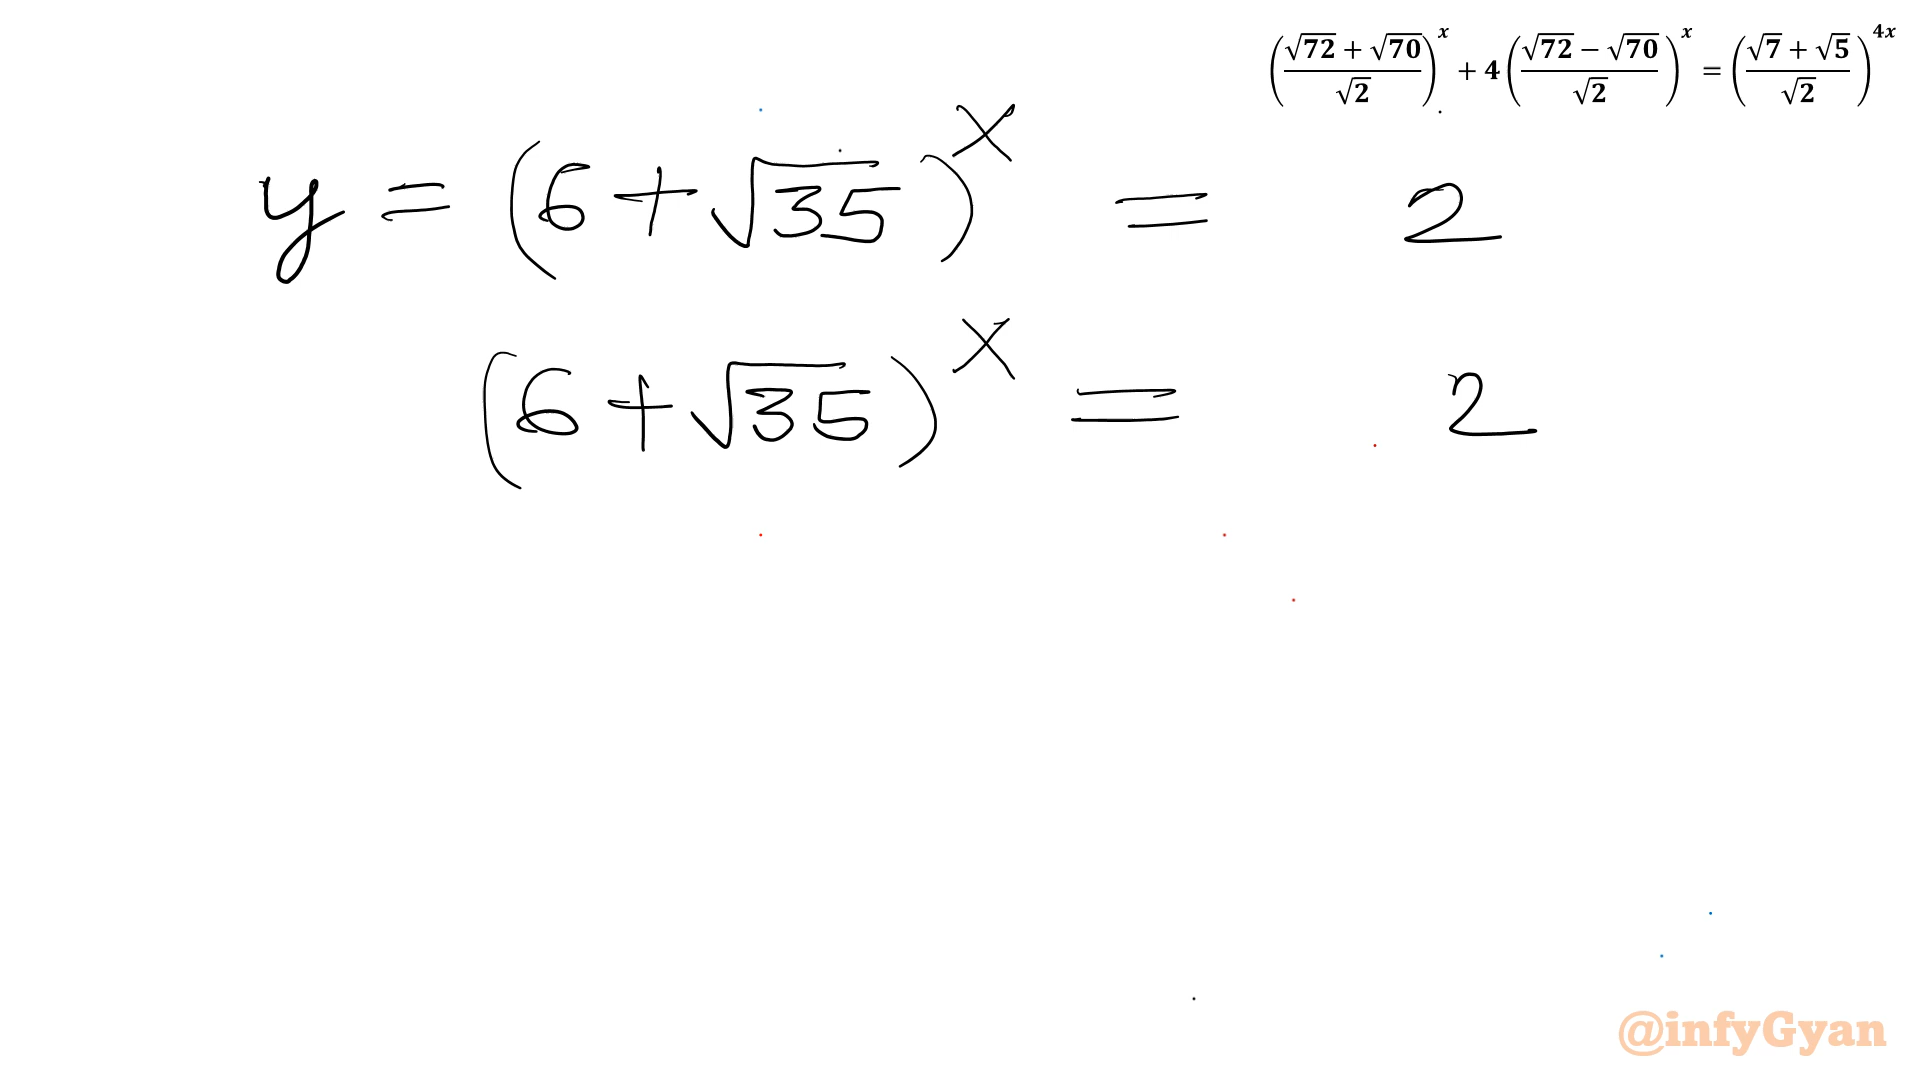 ((√72 + √70)/√2)^x + 4((√72 − √70)/√2)^x = ((√7 + √5)/√2)^4x
y = (6 + √35)^x = 2
(6 + √35)^x = 2
@infyGyan